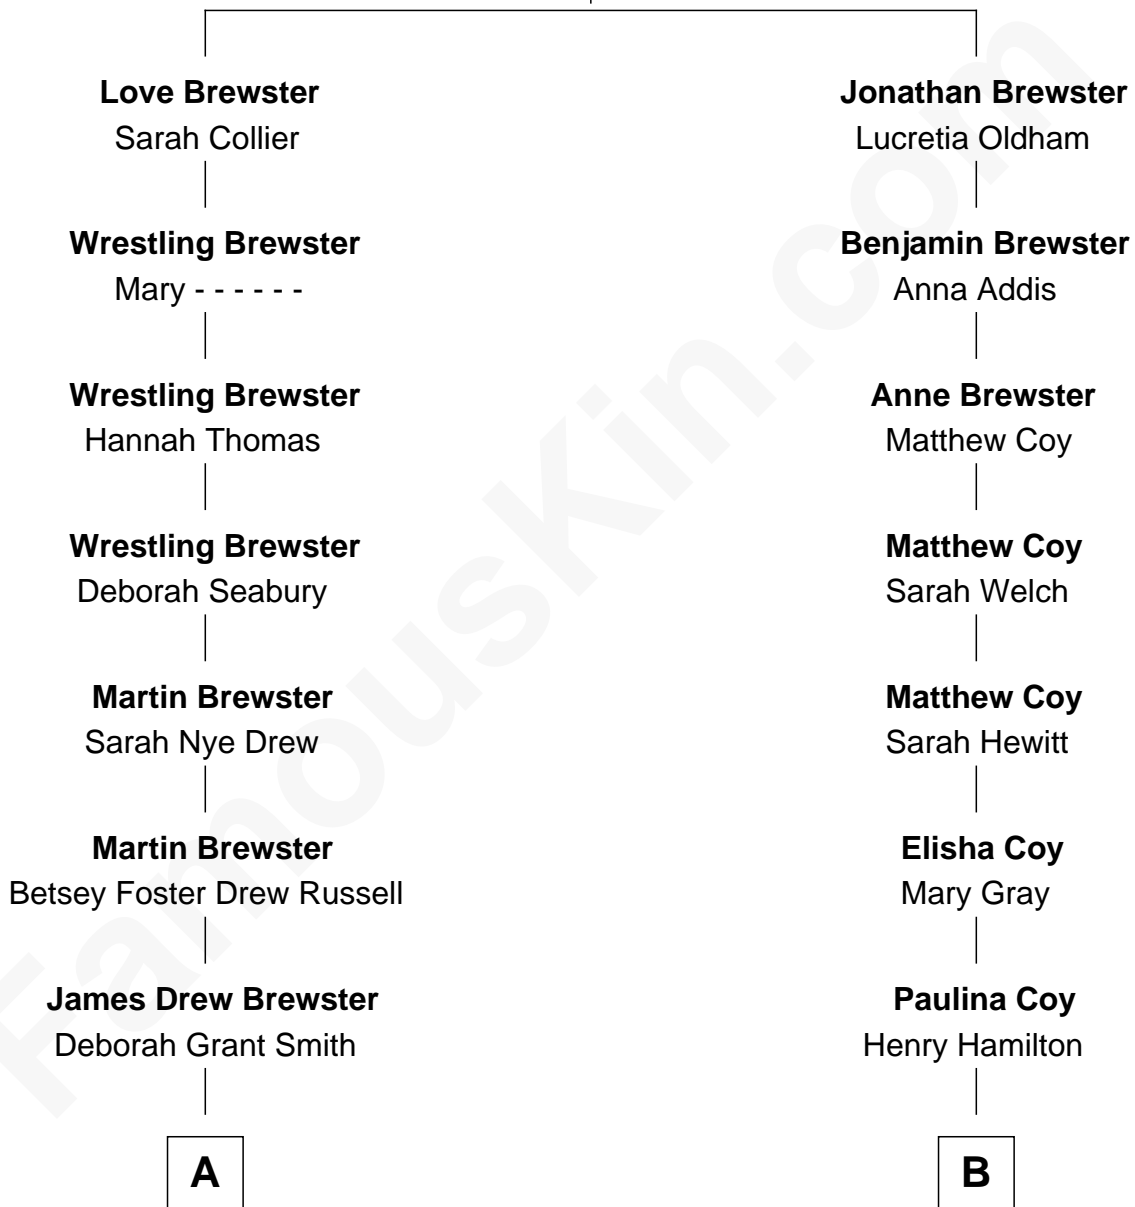 Love Brewster
Sarah Collier
Wrestling Brewster
Mary - - - - - -
Wrestling Brewster
Hannah Thomas
Wrestling Brewster
Deborah Seabury
Martin Brewster
Sarah Nye Drew
Martin Brewster
Betsey Foster Drew Russell
James Drew Brewster
Deborah Grant Smith
A
Jonathan Brewster
Lucretia Oldham
Benjamin Brewster
Anna Addis
Anne Brewster
Matthew Coy
Matthew Coy
Sarah Welch
Matthew Coy
Sarah Hewitt
Elisha Coy
Mary Gray
Paulina Coy
Henry Hamilton
B
FamousKin.com